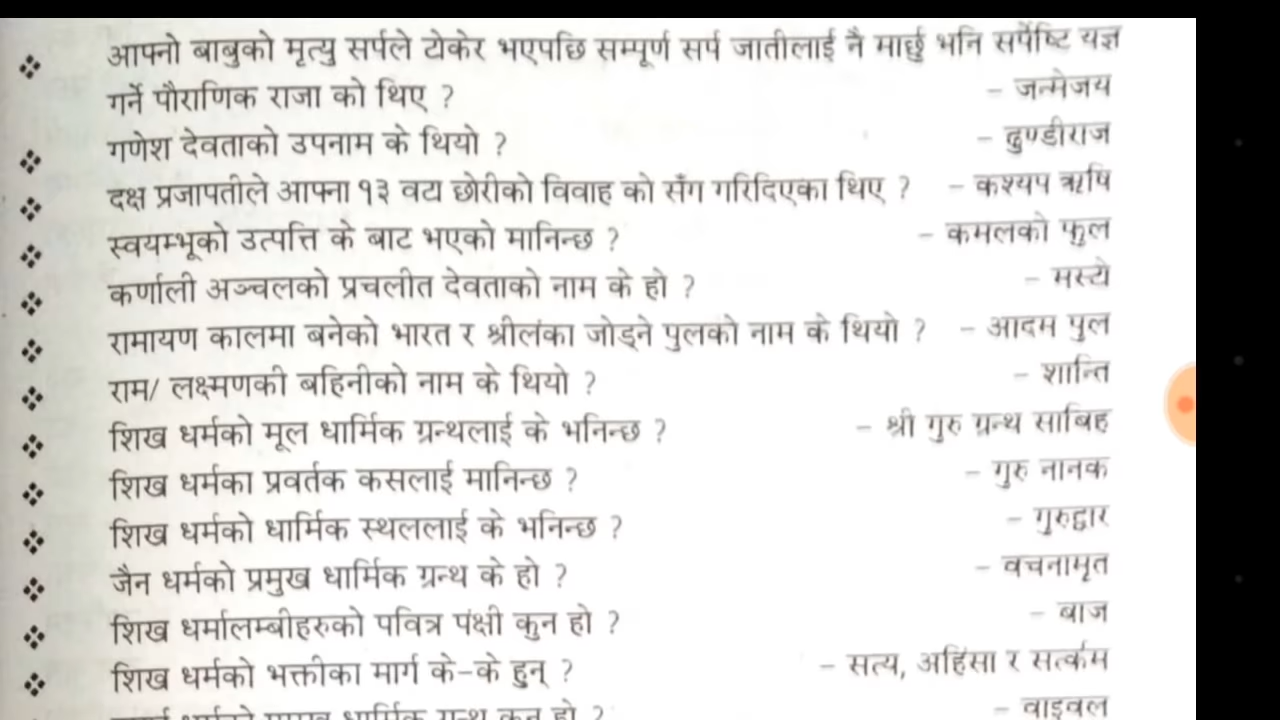 ❖ आफ्नो बाबुको मृत्यु सर्पले टोकेर भएपछि सम्पूर्ण सर्प जातीलाई नै मार्छु भनि सर्पेष्टि यज्ञ
गर्ने पौराणिक राजा को थिए ? – जन्मेजय
❖ गणेश देवताको उपनाम के थियो ? – ढुण्डीराज
❖ दक्ष प्रजापतीले आफ्ना १३ वटा छोरीको विवाह को सँग गरिदिएका थिए ? – कश्यप ऋषि
❖ स्वयम्भूको उत्पत्ति के बाट भएको मानिन्छ ? – कमलको फुल
❖ कर्णाली अञ्चलको प्रचलीत देवताको नाम के हो ? – मस्टो
❖ रामायण कालमा बनेको भारत र श्रीलंका जोड्ने पुलको नाम के थियो ? – आदम पुल
❖ राम/ लक्ष्मणकी बहिनीको नाम के थियो ? – शान्ति
❖ शिख धर्मको मूल धार्मिक ग्रन्थलाई के भनिन्छ ? – श्री गुरु ग्रन्थ साबिह
❖ शिख धर्मका प्रवर्तक कसलाई मानिन्छ ? – गुरु नानक
❖ शिख धर्मको धार्मिक स्थललाई के भनिन्छ ? – गुरुद्वार
❖ जैन धर्मको प्रमुख धार्मिक ग्रन्थ के हो ? – वचनामृत
❖ शिख धर्मालम्बीहरुको पवित्र पंक्षी कुन हो ? – बाज
❖ शिख धर्मको भक्तीका मार्ग के-के हुन् ? – सत्य, अहिंसा र सत्कर्म
धार्मिक ग्रन्थ कुन हो ? – वाइवल